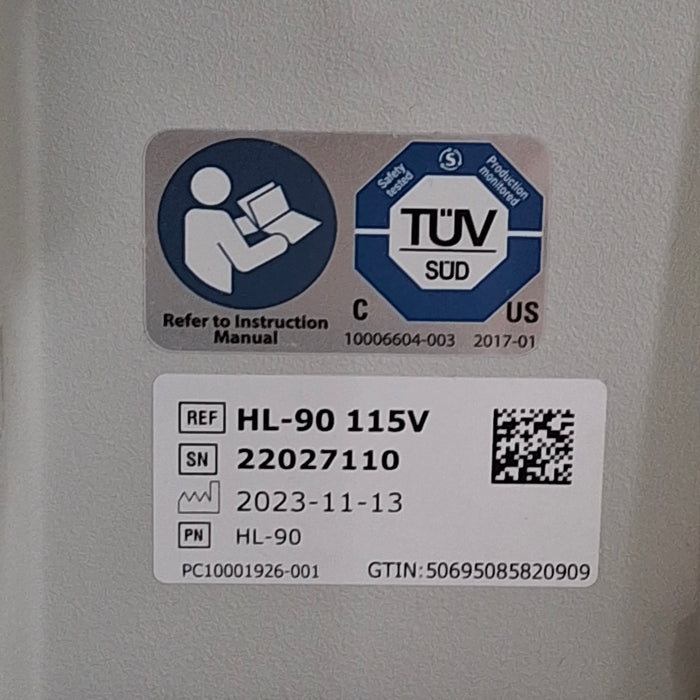 Safety tested
S
Production monitored
TÜV
SÜD
C US
Refer to Instruction
Manual
10006604-003 2017-01
REF HL-90 115V
SN 22027110
2023-11-13
PN HL-90
PC10001926-001 GTIN:50695085820909